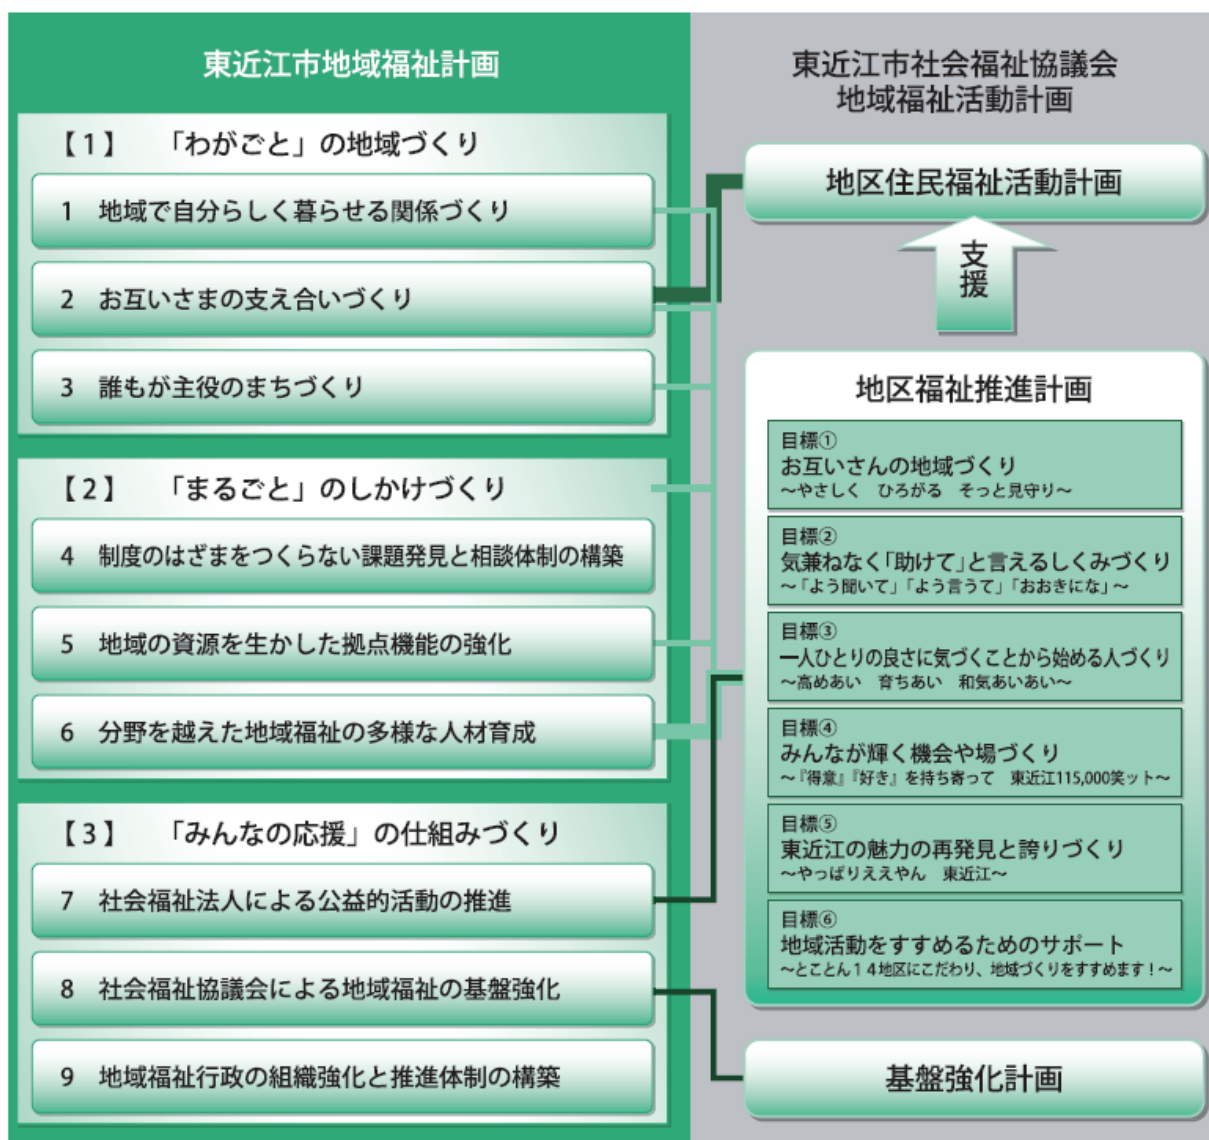 東近江市地域福祉計画
【1】　「わがごと」の地域づくり
1　地域で自分らしく暮らせる関係づくり
2　お互いさまの支え合いづくり
3　誰もが主役のまちづくり
【2】　「まるごと」のしかけづくり
4　制度のはざまをつくらない課題発見と相談体制の構築
5　地域の資源を生かした拠点機能の強化
6　分野を越えた地域福祉の多様な人材育成
【3】　「みんなの応援」の仕組みづくり
7　社会福祉法人による公益的活動の推進
8　社会福祉協議会による地域福祉の基盤強化
9　地域福祉行政の組織強化と推進体制の構築
東近江市社会福祉協議会
地域福祉活動計画
地区住民福祉活動計画
支援
地区福祉推進計画
目標①
お互いさんの地域づくり
～やさしく　ひろがる　そっと見守り～
目標②
気兼ねなく「助けて」と言えるしくみづくり
～「よう聞いて」「よう言うて」「おおきにな」～
目標③
一人ひとりの良さに気づくことから始める人づくり
～高めあい　育ちあい　和気あいあい～
目標④
みんなが輝く機会や場づくり
～『得意』『好き』を持ち寄って　東近江115,000笑ット～
目標⑤
東近江の魅力の再発見と誇りづくり
～やっぱりええやん　東近江～
目標⑥
地域活動をすすめるためのサポート
～とことん１４地区にこだわり、地域づくりをすすめます！～
基盤強化計画